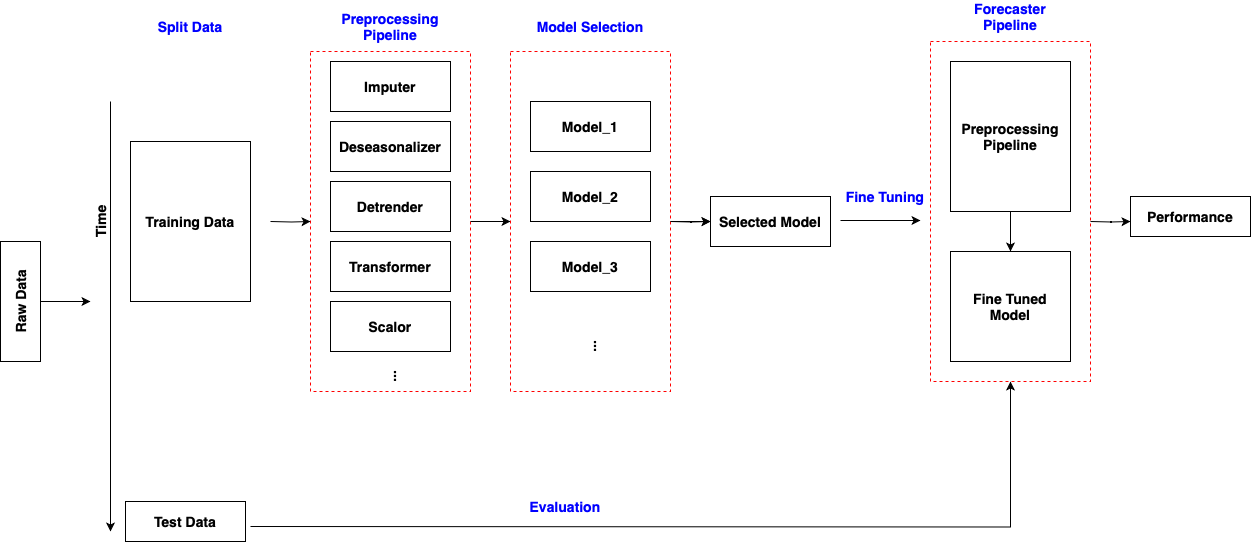 Split Data
Preprocessing
Pipeline
Model Selection
Forecaster
Pipeline
Raw Data
Time
Training Data
Test Data
Imputer
Deseasonalizer
Detrender
Transformer
Scalor
...
Model_1
Model_2
Model_3
...
Selected Model
Fine Tuning
Preprocessing
Pipeline
Fine Tuned
Model
Performance
Evaluation